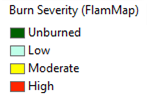 Burn Severity (FlamMap)
Unburned
Low
Moderate
High